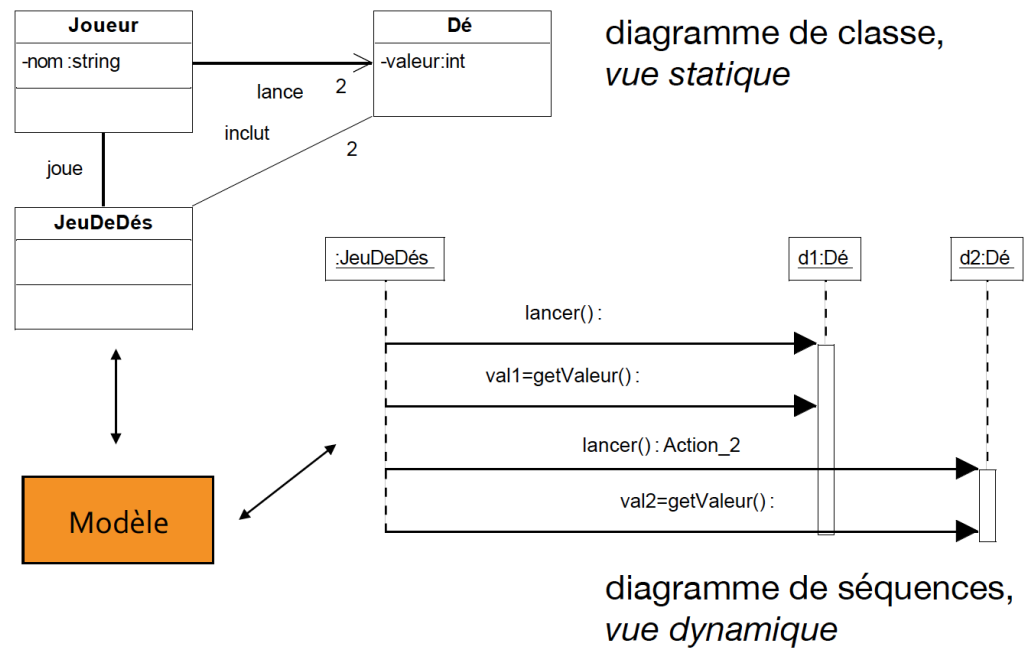 Joueur
-nom :string
Dé
-valeur:int
diagramme de classe,
vue statique
lance
2
inclut
2
joue
JeuDeDés
:JeuDeDés
d1:Dé
d2:Dé
lancer() :
val1=getValeur() :
lancer() : Action_2
val2=getValeur() :
Modèle
diagramme de séquences,
vue dynamique